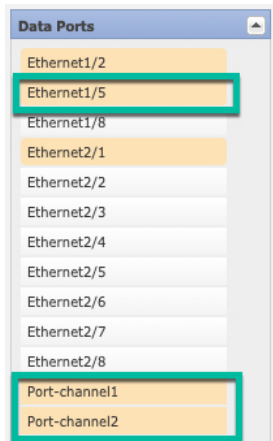 Data Ports
Ethernet1/2
Ethernet1/5
Ethernet1/8
Ethernet2/1
Ethernet2/2
Ethernet2/3
Ethernet2/4
Ethernet2/5
Ethernet2/6
Ethernet2/7
Ethernet2/8
Port-channel1
Port-channel2